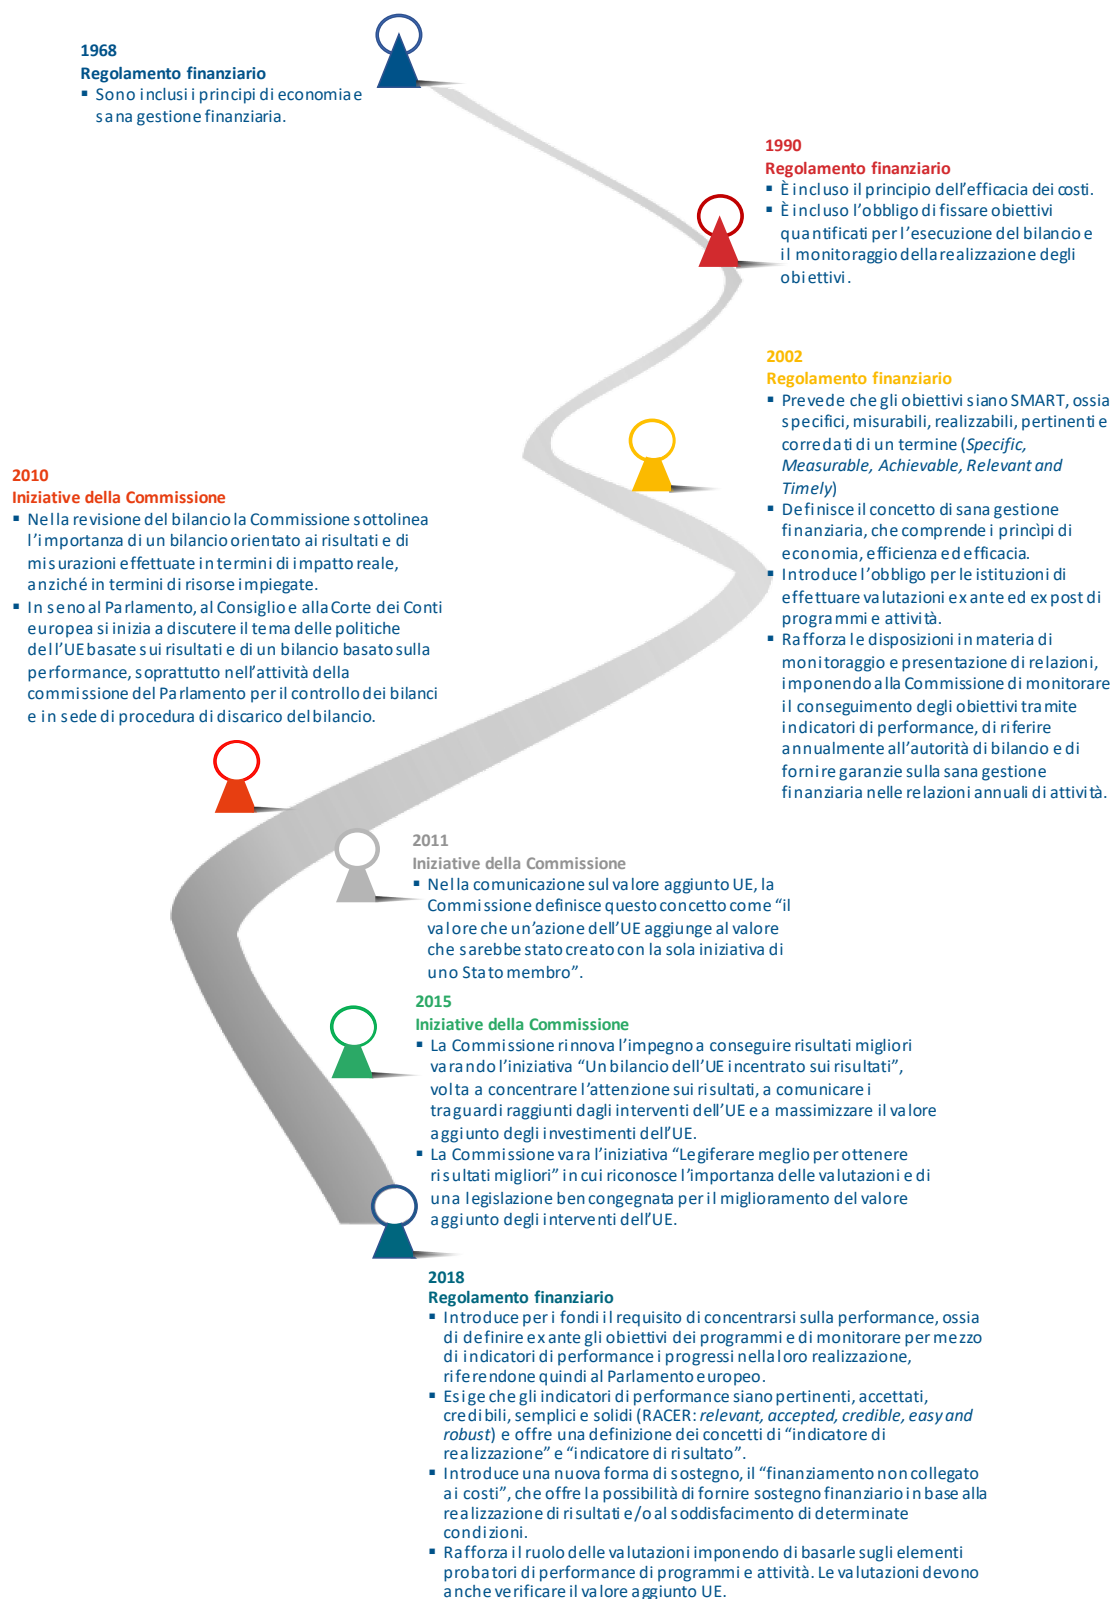 1968
Regolamento finanziario
▪ Sono inclusi i principi di economia e
sana gestione finanziaria.
1990
Regolamento finanziario
▪ È incluso il principio dell'efficacia dei costi.
▪ È incluso l'obbligo di fissare obiettivi
quantificati per l'esecuzione del bilancio e
il monitoraggio della realizzazione degli
obiettivi.
2002
Regolamento finanziario
▪ Prevede che gli obiettivi siano SMART, ossia
specifici, misurabili, realizzabili, pertinenti e
corredati di un termine (Specific,
Measurable, Achievable, Relevant and
Timely)
▪ Definisce il concetto di sana gestione
finanziaria, che comprende i princìpi di
economia, efficienza ed efficacia.
▪ Introduce l'obbligo per le istituzioni di
effettuare valutazioni ex ante ed ex post di
programmi e attività.
▪ Rafforza le disposizioni in materia di
monitoraggio e presentazione di relazioni,
imponendo alla Commissione di monitorare
il conseguimento degli obiettivi tramite
indicatori di performance, di riferire
annualmente all'autorità di bilancio e di
fornire garanzie sulla sana gestione
finanziaria nelle relazioni annuali di attività.
2010
Iniziative della Commissione
▪ Nella revisione del bilancio la Commissione sottolinea
l'importanza di un bilancio orientato ai risultati e di
misurazioni effettuate in termini di impatto reale,
anziché in termini di risorse impiegate.
▪ In seno al Parlamento, al Consiglio e alla Corte dei Conti
europea si inizia a discutere il tema delle politiche
dell'UE basate sui risultati e di un bilancio basato sulla
performance, soprattutto nell'attività della
commissione del Parlamento per il controllo dei bilanci
e in sede di procedura di discarico del bilancio.
2011
Iniziative della Commissione
▪ Nella comunicazione sul valore aggiunto UE, la
Commissione definisce questo concetto come “il
valore che un'azione dell'UE aggiunge al valore
che sarebbe stato creato con la sola iniziativa di
uno Stato membro”.
2015
Iniziative della Commissione
▪ La Commissione rinnova l'impegno a conseguire risultati migliori
varando l'iniziativa “Un bilancio dell'UE incentrato sui risultati”,
volta a concentrare l'attenzione sui risultati, a comunicare i
traguardi raggiunti dagli interventi dell'UE e a massimizzare il valore
aggiunto degli investimenti dell'UE.
▪ La Commissione vara l'iniziativa “Legiferare meglio per ottenere
risultati migliori” in cui riconosce l'importanza delle valutazioni e di
una legislazione ben congegnata per il miglioramento del valore
aggiunto degli interventi dell'UE.
2018
Regolamento finanziario
▪ Introduce per i fondi il requisito di concentrarsi sulla performance, ossia
di definire ex ante gli obiettivi dei programmi e di monitorare per mezzo
di indicatori di performance i progressi nella loro realizzazione,
riferendone quindi al Parlamento europeo.
▪ Esige che gli indicatori di performance siano pertinenti, accettati,
credibili, semplici e solidi (RACER: relevant, accepted, credible, easy and
robust) e offre una definizione dei concetti di “indicatore di
realizzazione” e “indicatore di risultato”.
▪ Introduce una nuova forma di sostegno, il “finanziamento non collegato
ai costi”, che offre la possibilità di fornire sostegno finanziario in base alla
realizzazione di risultati e/o al soddisfacimento di determinate
condizioni.
▪ Rafforza il ruolo delle valutazioni imponendo di basarle sugli elementi
probatori di performance di programmi e attività. Le valutazioni devono
anche verificare il valore aggiunto UE.